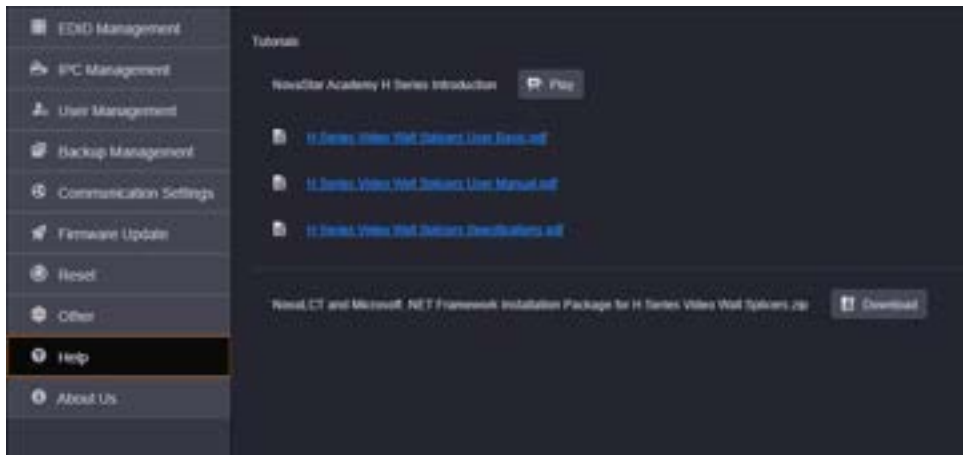 EDID Management
IPC Management
User Management
Backup Management
Communication Settings
Firmware Update
Reset
Other
Help
About Us
Tutorials
NovaStar Academy H Series Introduction
Play
H Series Video Wall Splicers User Basic.pdf
H Series Video Wall Splicers User Manual.pdf
H Series Video Wall Splicers Specifications.pdf
NovaLCT and Microsoft .NET Framework Installation Package for H Series Video Wall Splicers.zip
Download